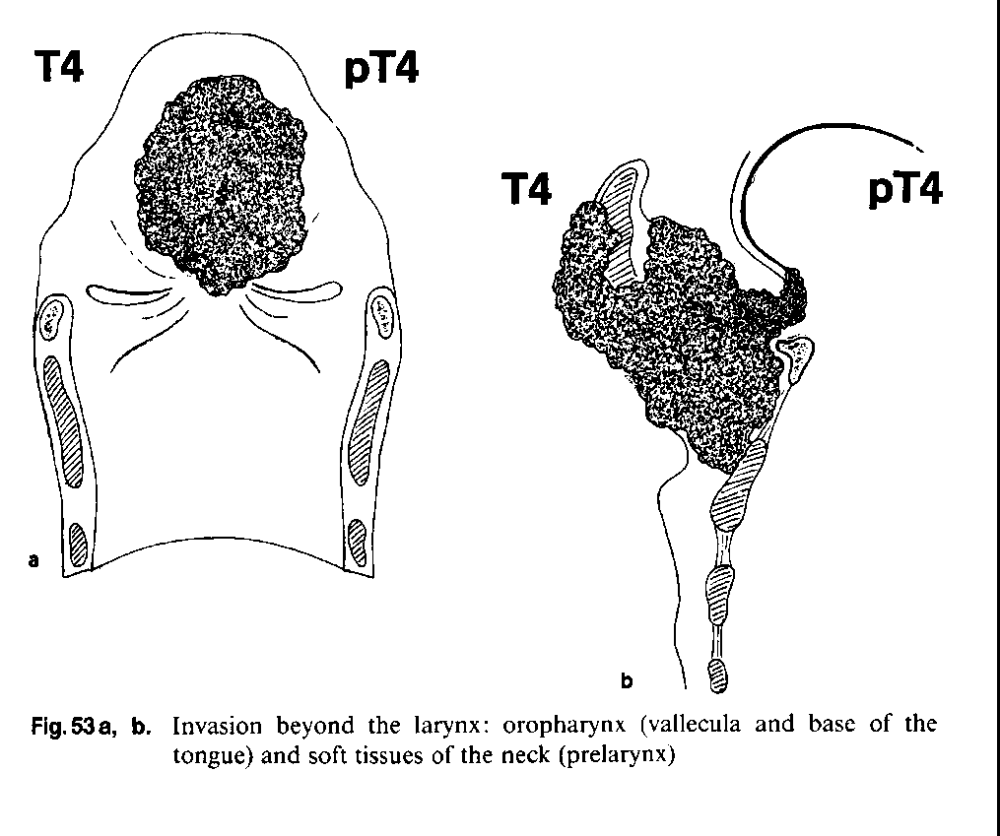 T4
pT4
T4
pT4
a
b
Fig. 53a, b. Invasion beyond the larynx: oropharynx (vallecula and base of the
tongue) and soft tissues of the neck (prelarynx)